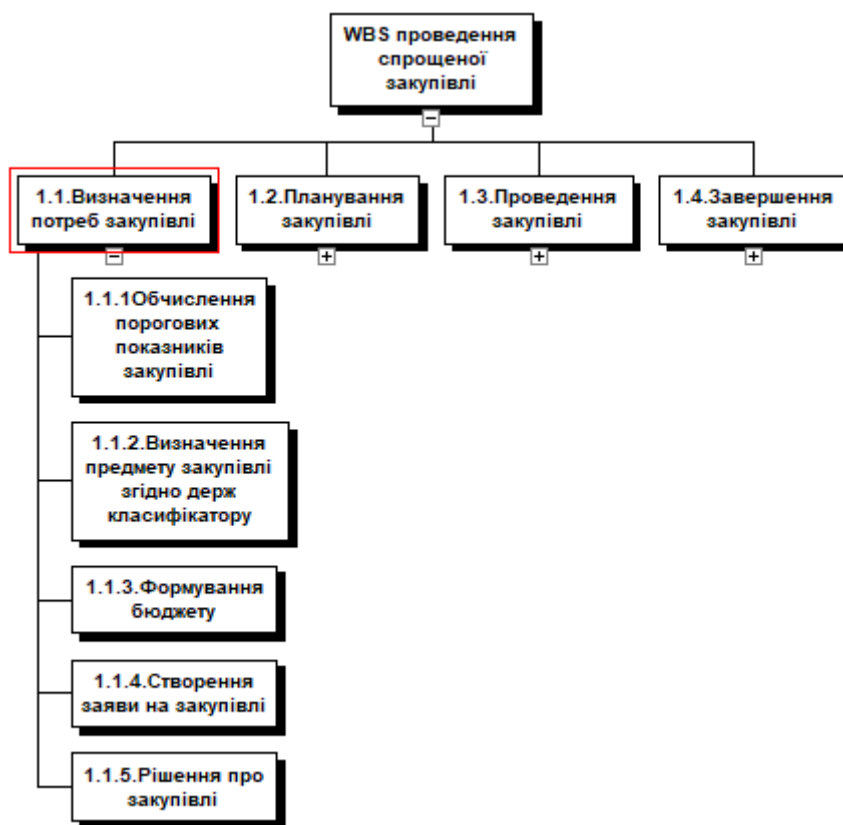 WBS проведення
спрощеної
закупівлі
1.1.Визначення
потреб закупівлі
1.2.Планування
закупівлі
1.3.Проведення
закупівлі
1.4.Завершення
закупівлі
1.1.1Обчислення
порогових
показників
закупівлі
1.1.2.Визначення
предмету закупівлі
згідно держ
класифікатору
1.1.3.Формування
бюджету
1.1.4.Створення
заяви на закупівлі
1.1.5.Рішення про
закупівлі